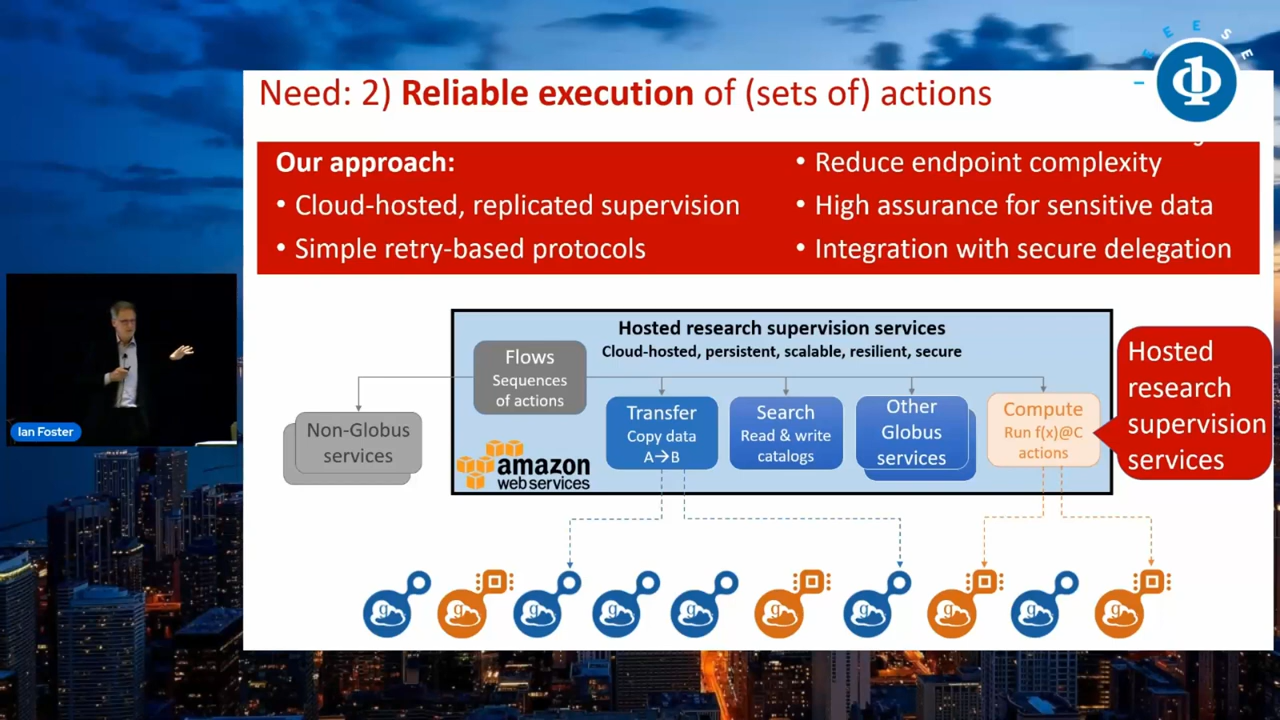 E E S E
Need: 2) Reliable execution of (sets of) actions
Our approach:
• Cloud-hosted, replicated supervision
• Simple retry-based protocols
• Reduce endpoint complexity
• High assurance for sensitive data
• Integration with secure delegation
Hosted research supervision services
Cloud-hosted, persistent, scalable, resilient, secure
Flows
Sequences
of actions
Non-Globus
services
Transfer
Copy data
A→B
Search
Read & write
catalogs
Other
Globus
services
Compute
Run f(x)@C
actions
Hosted
research
supervision
services
amazon
web services
Ian Foster
g g g g g g g g g g